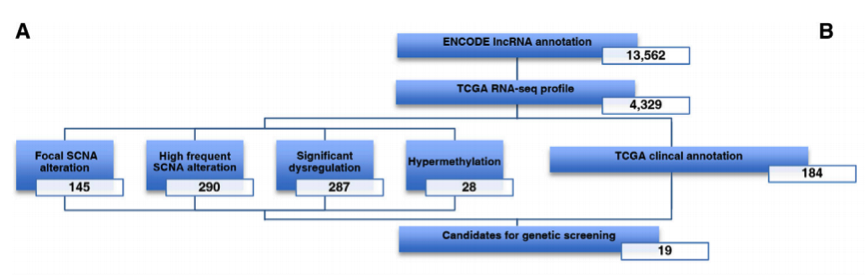 A
B
ENCODE lncRNA annotation
13,562
TCGA RNA-seq profile
4,329
Focal SCNA
alteration
145
High frequent
SCNA alteration
290
Significant
dysregulation
287
Hypermethylation
28
TCGA clincal annotation
184
Candidates for genetic screening
19